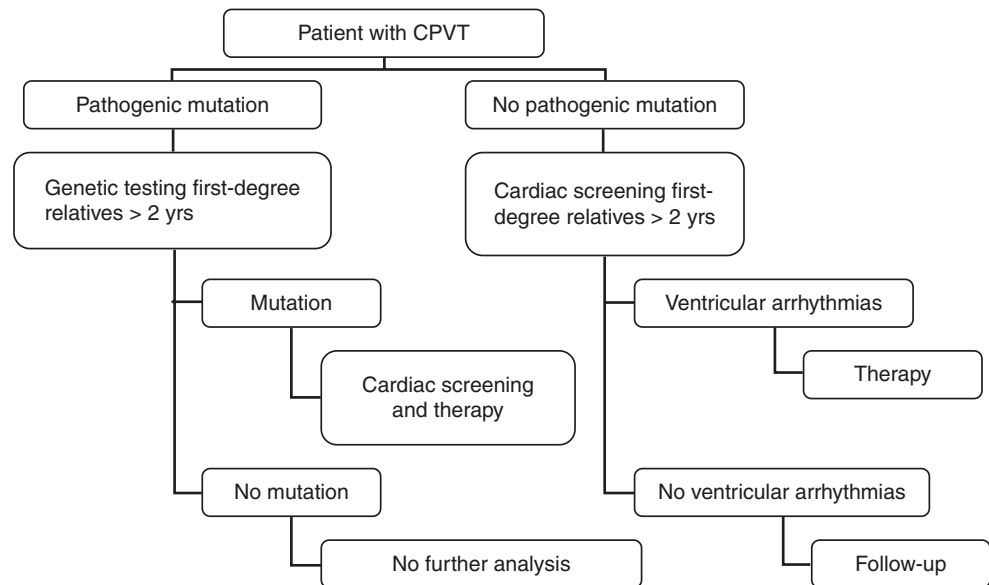 Patient with CPVT
Pathogenic mutation
No pathogenic mutation
Genetic testing first-degree
relatives > 2 yrs
Cardiac screening first-
degree relatives > 2 yrs
Mutation
Ventricular arrhythmias
Cardiac screening
and therapy
Therapy
No mutation
No ventricular arrhythmias
No further analysis
Follow-up